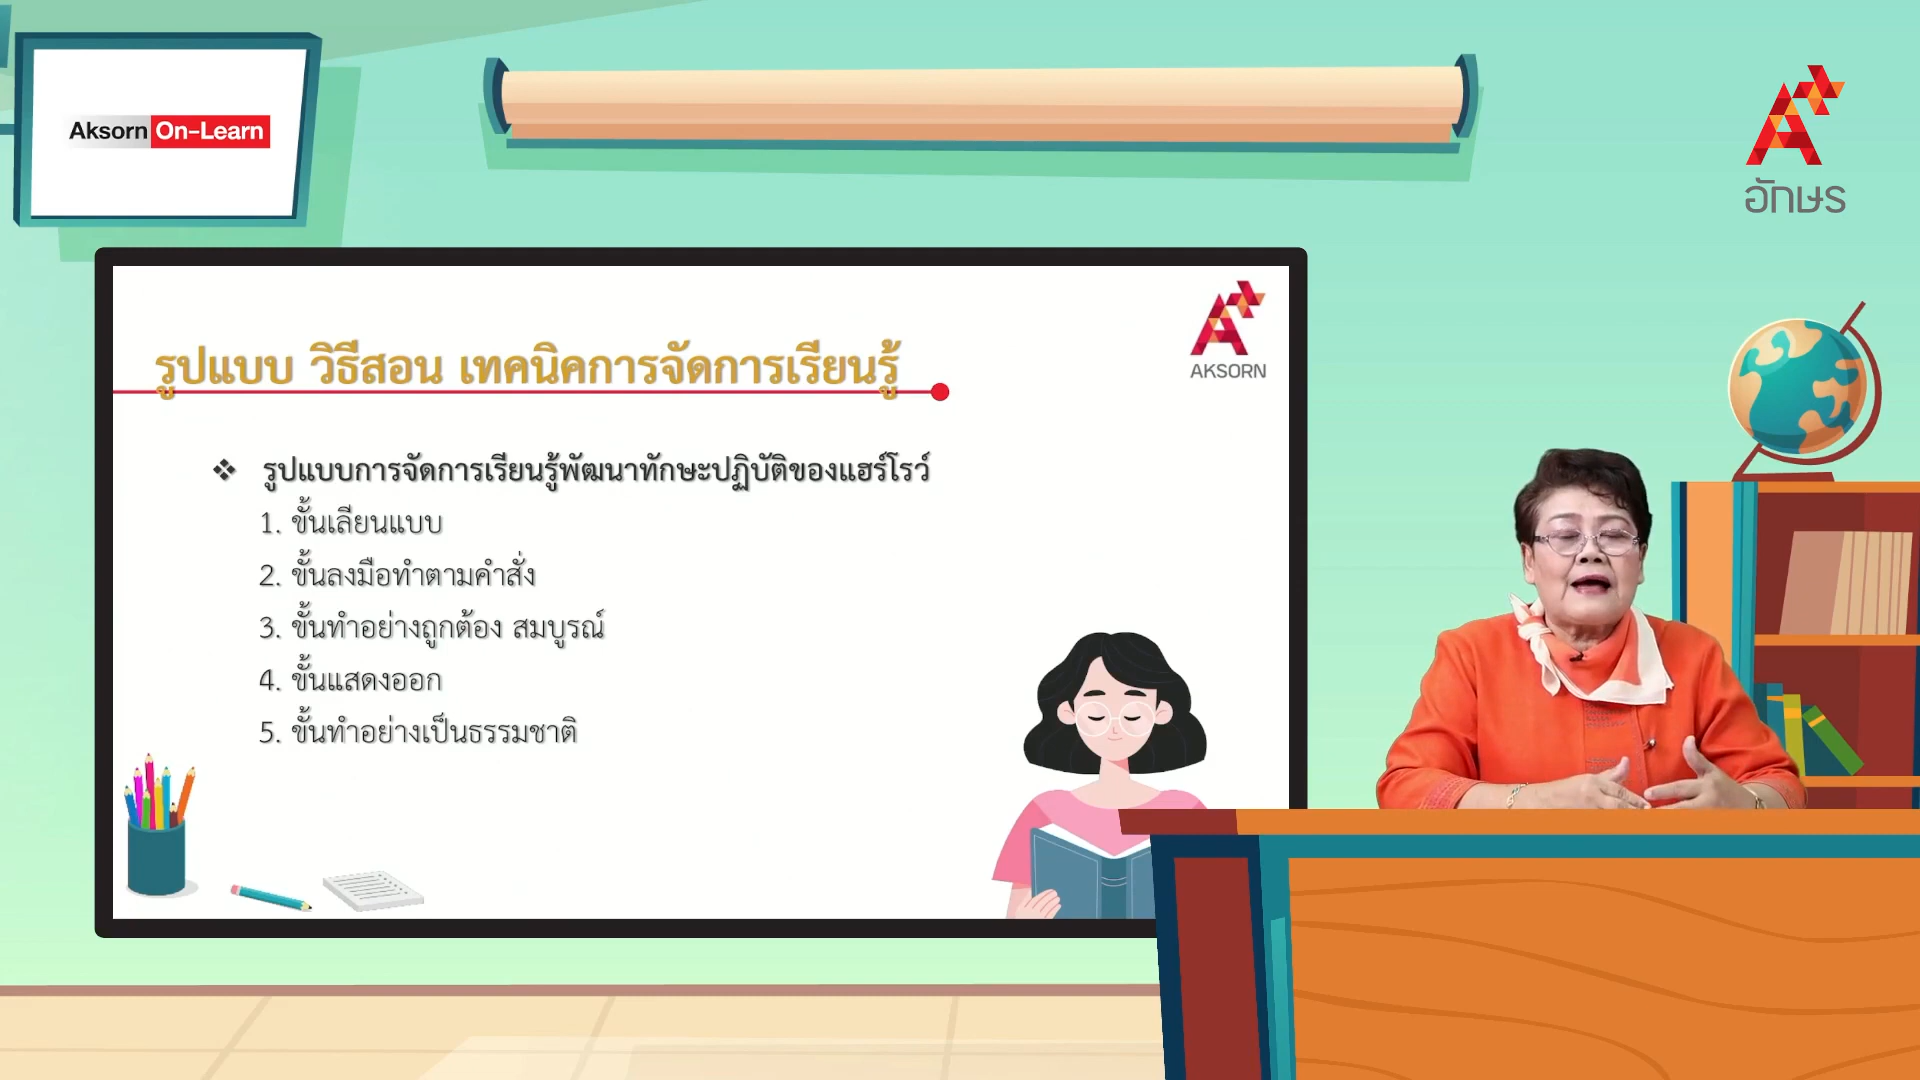 Aksorn On-Learn
อักษร
AKSORN
รูปแบบ วิธีสอน เทคนิคการจัดการเรียนรู้
❖ รูปแบบการจัดการเรียนรู้พัฒนาทักษะปฏิบัติของแฮร์โรว์
1. ขั้นเลียนแบบ
2. ขั้นลงมือทำตามคำสั่ง
3. ขั้นทำอย่างถูกต้อง สมบูรณ์
4. ขั้นแสดงออก
5. ขั้นทำอย่างเป็นธรรมชาติ